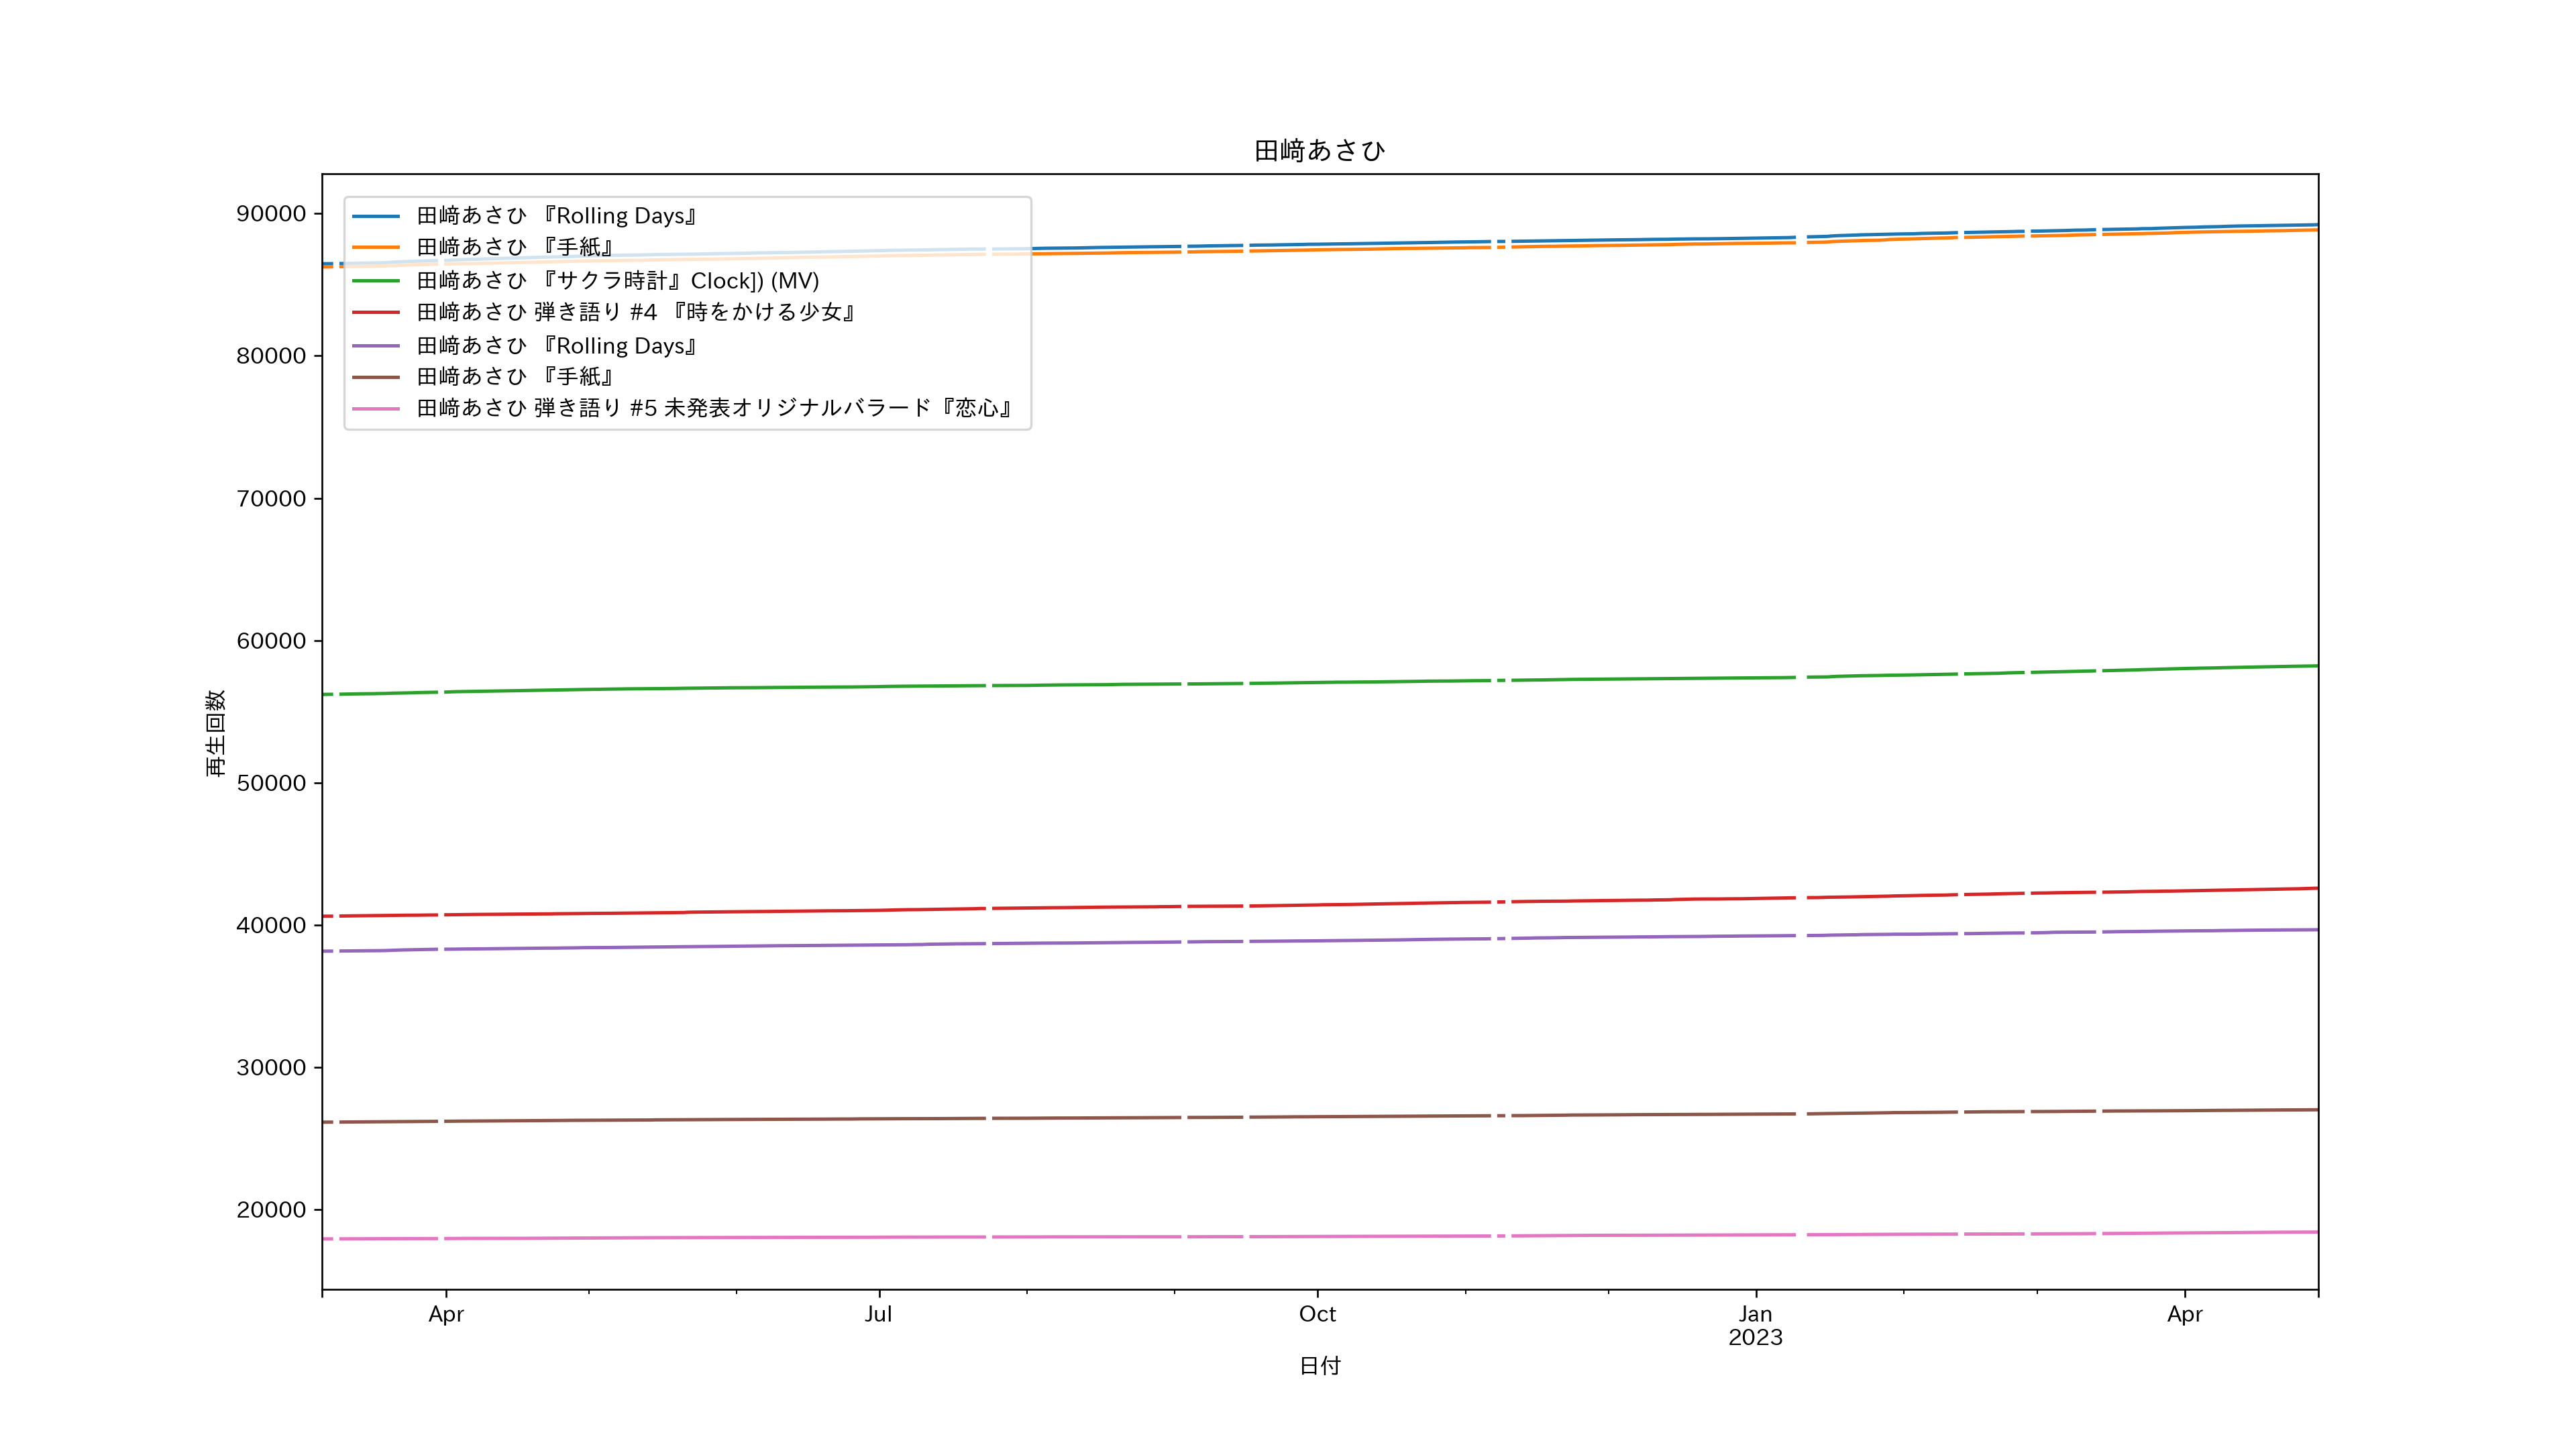 田﨑あさひ
90000
80000
70000
60000
50000
40000
30000
20000
再生回数
田﨑あさひ 『Rolling Days』
田﨑あさひ 『手紙』
田﨑あさひ 『サクラ時計』Clock]) (MV)
田﨑あさひ 弾き語り #4 『時をかける少女』
田﨑あさひ 『Rolling Days』
田﨑あさひ 『手紙』
田﨑あさひ 弾き語り #5 未発表オリジナルバラード『恋心』
Apr Jul Oct Jan Apr
2023
日付